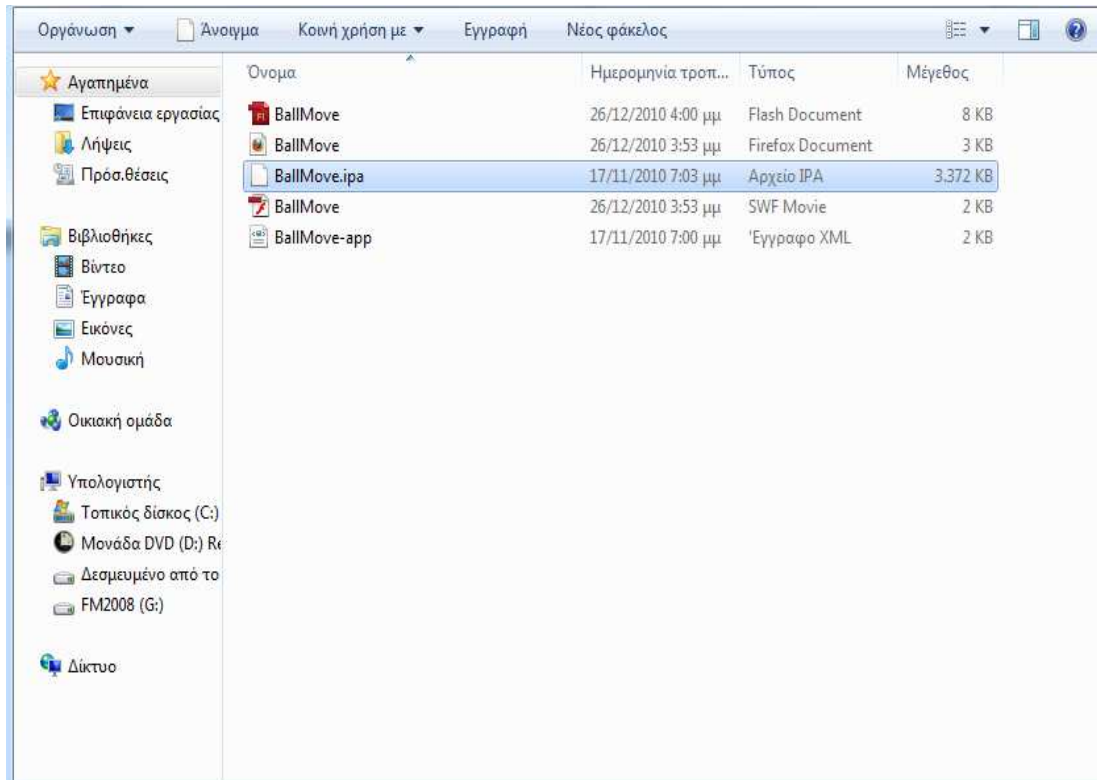 Οργάνωση Άνοιγμα Κοινή χρήση με Εγγραφή Νέος φάκελος
Όνομα Ημερομηνία τροπ... Τύπος Μέγεθος
BallMove 26/12/2010 4:00 μμ Flash Document 8 KB
BallMove 26/12/2010 3:53 μμ Firefox Document 3 KB
BallMove.ipa 17/11/2010 7:03 μμ Αρχείο IPA 3.372 KB
BallMove 26/12/2010 3:53 μμ SWF Movie 2 KB
BallMove-app 17/11/2010 7:00 μμ Έγγραφο XML 2 KB
Αγαπημένα
Επιφάνεια εργασίας
Λήψεις
Πρόσ.θέσεις
Βιβλιοθήκες
Βίντεο
Έγγραφα
Εικόνες
Μουσική
Οικιακή ομάδα
Υπολογιστής
Τοπικός δίσκος (C:)
Μονάδα DVD (D:) Re
Δεσμευμένο από το
FM2008 (G:)
Δίκτυο